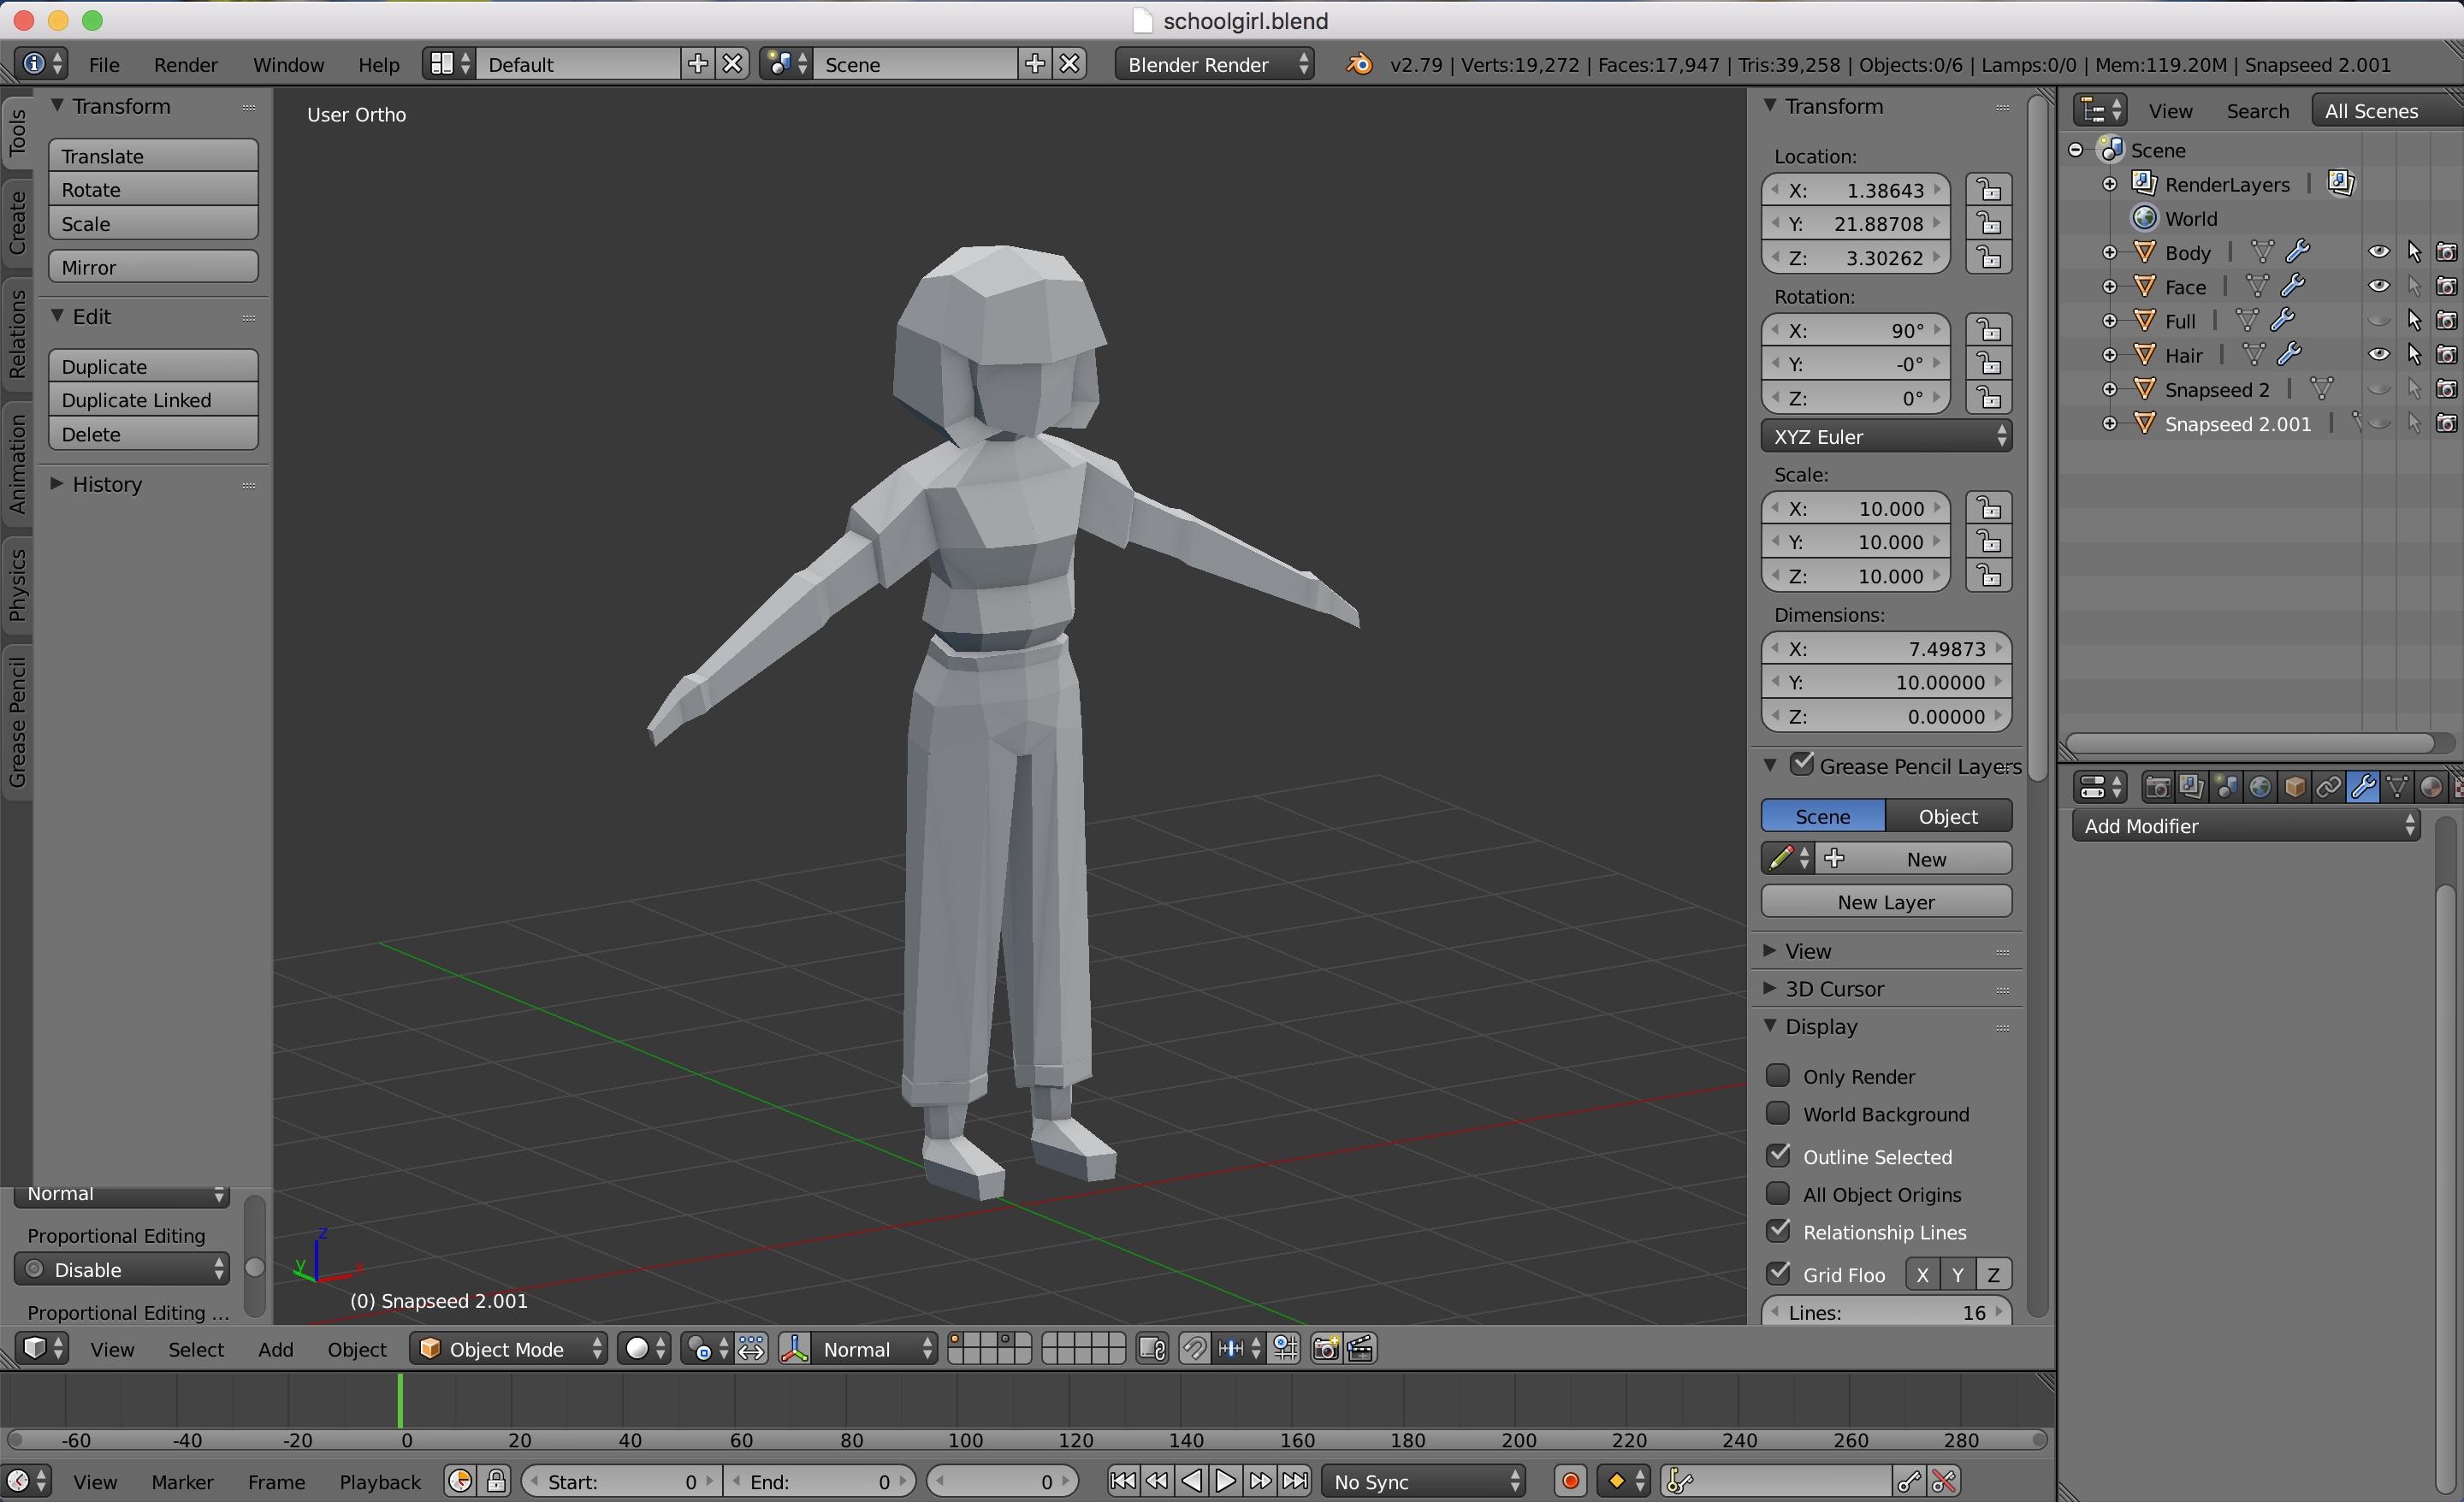 schoolgirl.blend
File Render Window Help Default Scene Blender Render v2.79 | Verts:19,272 | Faces:17,947 | Tris:39,258 | Objects:0/6 | Lamps:0/0 | Mem:119.20M | Snapseed 2.001
Tools
Create
Relations
Animation
Physics
Grease Pencil
Transform
Translate
Rotate
Scale
Mirror
Edit
Duplicate
Duplicate Linked
Delete
History
Normal
Proportional Editing
Disable
Proportional Editing ...
User Ortho
z
y
x
(0) Snapseed 2.001
Transform
Location:
X: 1.38643
Y: 21.88708
Z: 3.30262
Rotation:
X: 90°
Y: -0°
Z: 0°
XYZ Euler
Scale:
X: 10.000
Y: 10.000
Z: 10.000
Dimensions:
X: 7.49873
Y: 10.00000
Z: 0.00000
Grease Pencil Layers
Scene Object
New
New Layer
View
3D Cursor
Display
Only Render
World Background
Outline Selected
All Object Origins
Relationship Lines
Grid Floo X Y Z
Lines: 16
View Search All Scenes
Scene
RenderLayers |
World
Body |
Face |
Full |
Hair |
Snapseed 2 |
Snapseed 2.001 |
Add Modifier
View Select Add Object Object Mode Normal
-60 -40 -20 0 20 40 60 80 100 120 140 160 180 200 220 240 260 280
View Marker Frame Playback Start: 0 End: 0 0 No Sync